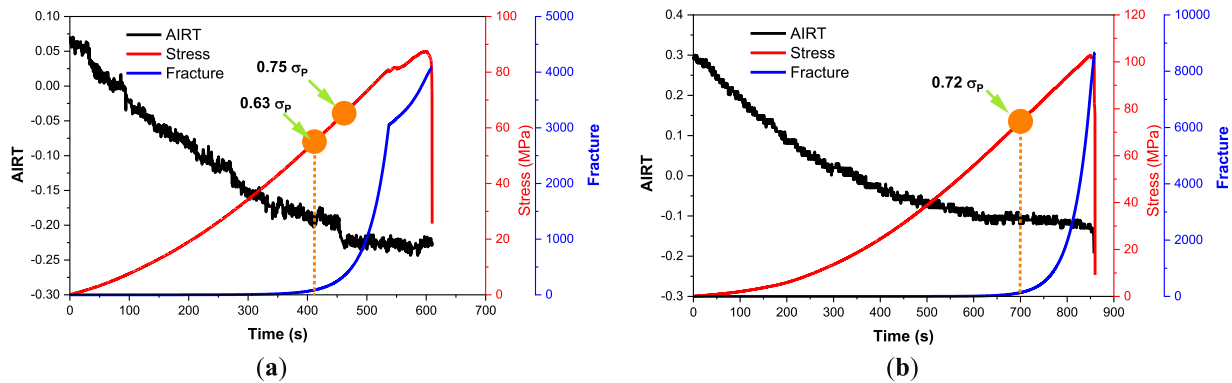 AIRT
Stress
Fracture
0.75 σP
0.63 σP
0.10
0.05
0.00
-0.05
-0.10
-0.15
-0.20
-0.25
-0.30
AIRT
0 100 200 300 400 500 600 700
Time (s)
100
80
60
40
20
0
Stress (MPa)
5000
4000
3000
2000
1000
0
Fracture
(a)
AIRT
Stress
Fracture
0.72 σP
0.4
0.3
0.2
0.1
0.0
-0.1
-0.2
-0.3
AIRT
0 100 200 300 400 500 600 700 800 900
Time (s)
120
100
80
60
40
20
0
Stress (MPa)
10000
8000
6000
4000
2000
0
Fracture
(b)